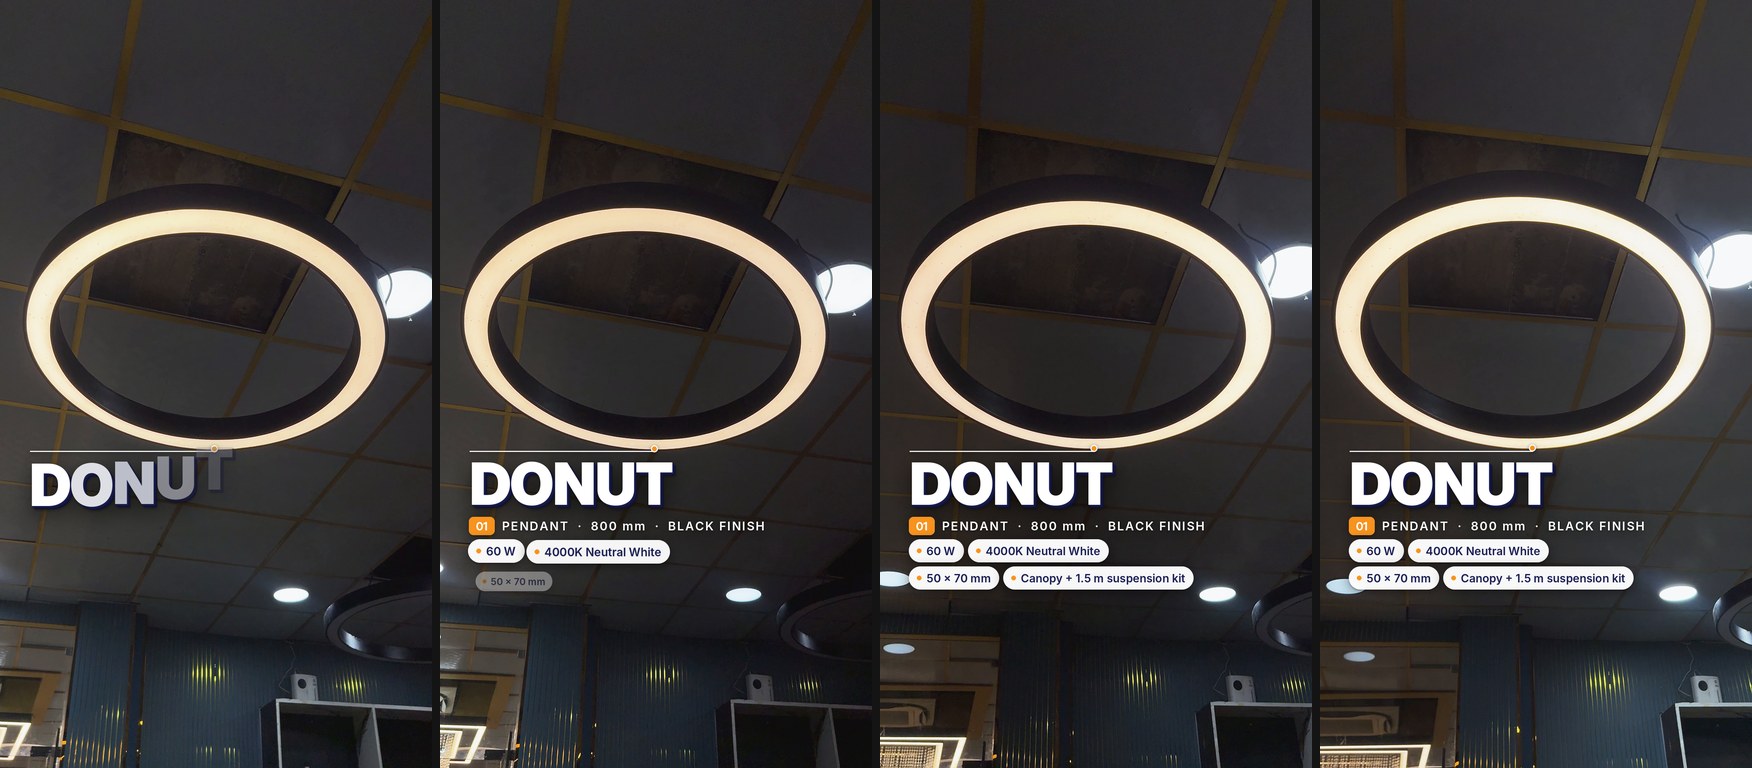 DONUT
DONUT
01 PENDANT · 800 mm · BLACK FINISH
60 W
4000K Neutral White
50 × 70 mm
DONUT
01 PENDANT · 800 mm · BLACK FINISH
60 W
4000K Neutral White
50 × 70 mm
Canopy + 1.5 m suspension kit
DONUT
01 PENDANT · 800 mm · BLACK FINISH
60 W
4000K Neutral White
50 × 70 mm
Canopy + 1.5 m suspension kit